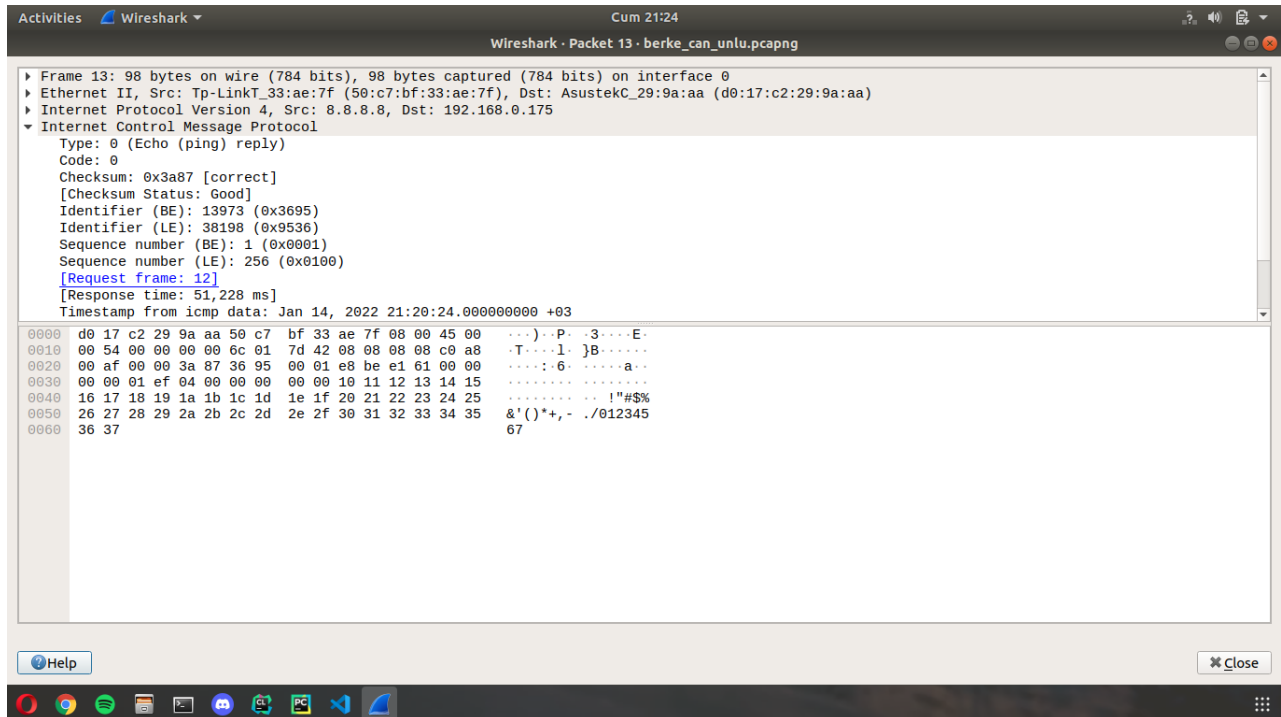 Activities Wireshark Cum 21:24
Wireshark · Packet 13 · berke_can_unlu.pcapng
Frame 13: 98 bytes on wire (784 bits), 98 bytes captured (784 bits) on interface 0
Ethernet II, Src: Tp-LinkT_33:ae:7f (50:c7:bf:33:ae:7f), Dst: AsustekC_29:9a:aa (d0:17:c2:29:9a:aa)
Internet Protocol Version 4, Src: 8.8.8.8, Dst: 192.168.0.175
Internet Control Message Protocol
Type: 0 (Echo (ping) reply)
Code: 0
Checksum: 0x3a87 [correct]
[Checksum Status: Good]
Identifier (BE): 13973 (0x3695)
Identifier (LE): 38198 (0x9536)
Sequence number (BE): 1 (0x0001)
Sequence number (LE): 256 (0x0100)
[Request frame: 12]
[Response time: 51,228 ms]
Timestamp from icmp data: Jan 14, 2022 21:20:24.000000000 +03
0000 d0 17 c2 29 9a aa 50 c7 bf 33 ae 7f 08 00 45 00 ···)··P· ·3····E·
0010 00 54 00 00 00 00 6c 01 7d 42 08 08 08 08 c0 a8 ·T····l· }B······
0020 00 af 00 00 3a 87 36 95 00 01 e8 be e1 61 00 00 ····:·6· ·····a··
0030 00 00 01 ef 04 00 00 00 00 00 10 11 12 13 14 15 ········ ········
0040 16 17 18 19 1a 1b 1c 1d 1e 1f 20 21 22 23 24 25 ········ ·· !"#$%
0050 26 27 28 29 2a 2b 2c 2d 2e 2f 30 31 32 33 34 35 &'()*+,- ./012345
0060 36 37 67
Help Close